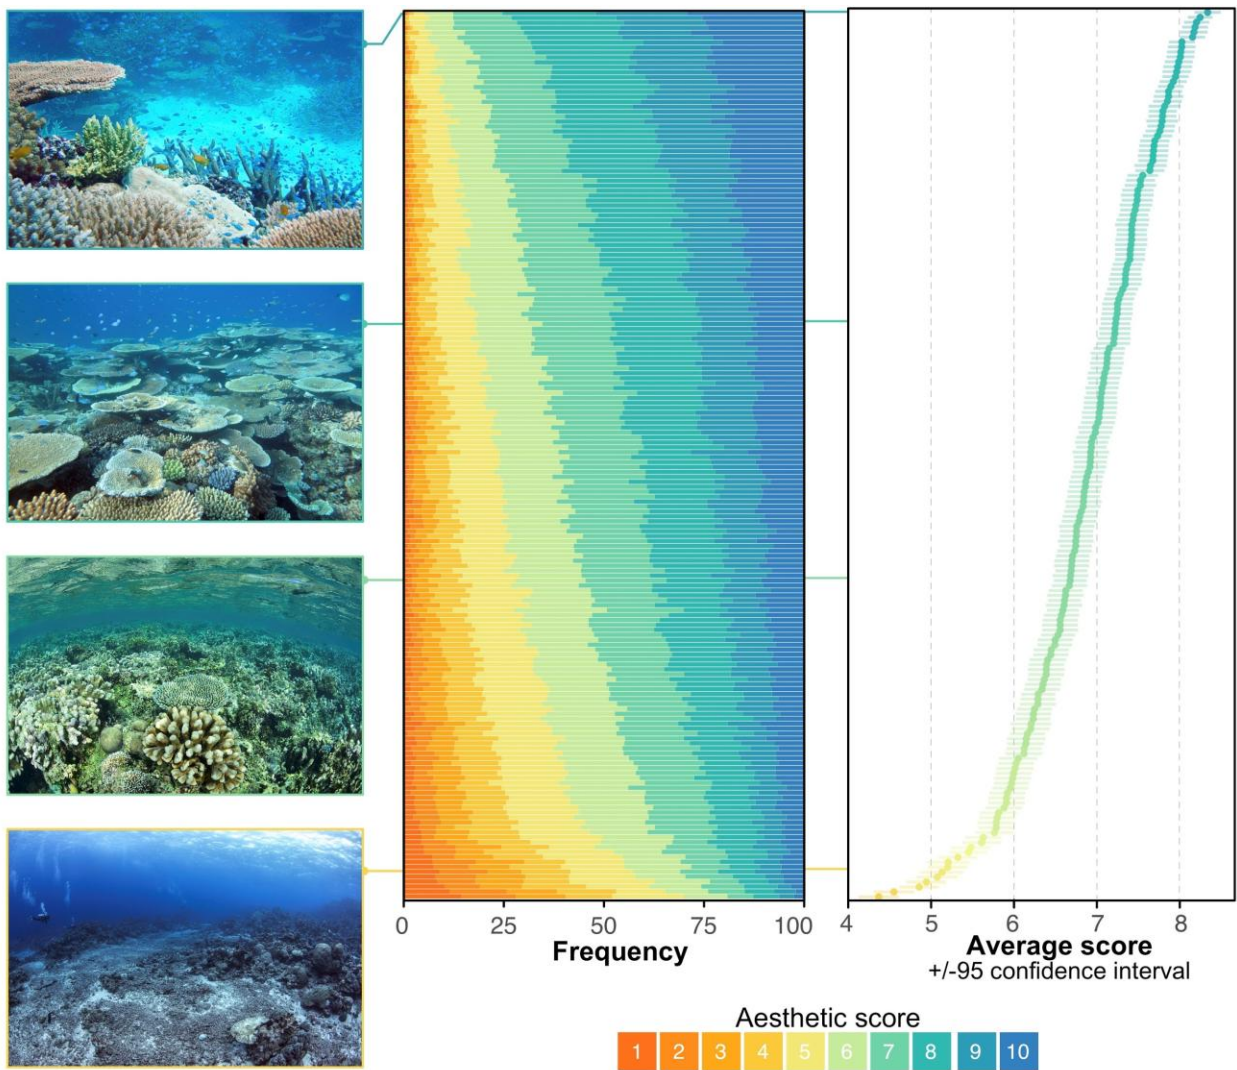 0 25 50 75 100
Frequency
4 5 6 7 8
Average score
+/-95 confidence interval
Aesthetic score
1 2 3 4 5 6 7 8 9 10